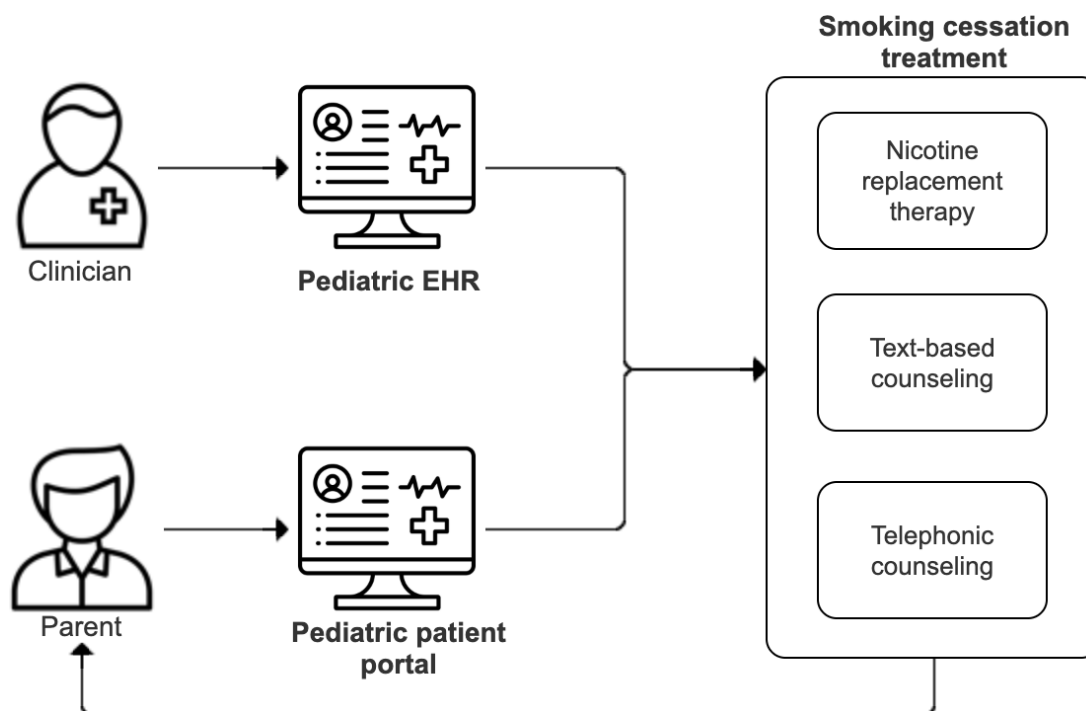 Smoking cessation
treatment
Nicotine
replacement
therapy
Clinician
Pediatric EHR
Text-based
counseling
Telephonic
counseling
Parent
Pediatric patient
portal